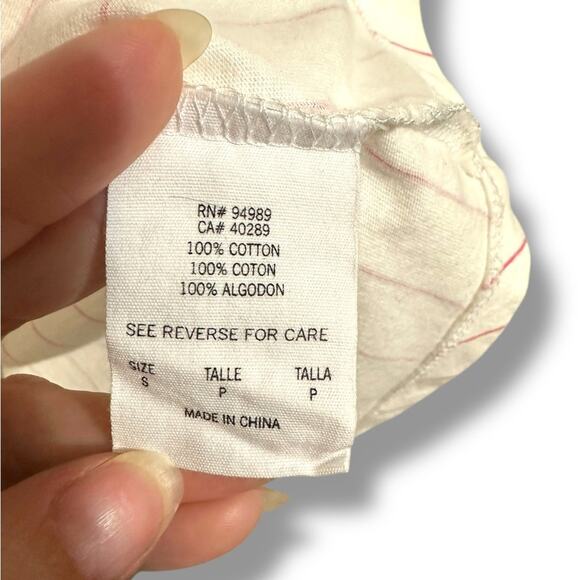 RN# 94989
CA# 40289
100% COTTON
100% COTON
100% ALGODON
SEE REVERSE FOR CARE
SIZE TALLE TALLA
S P P
MADE IN CHINA